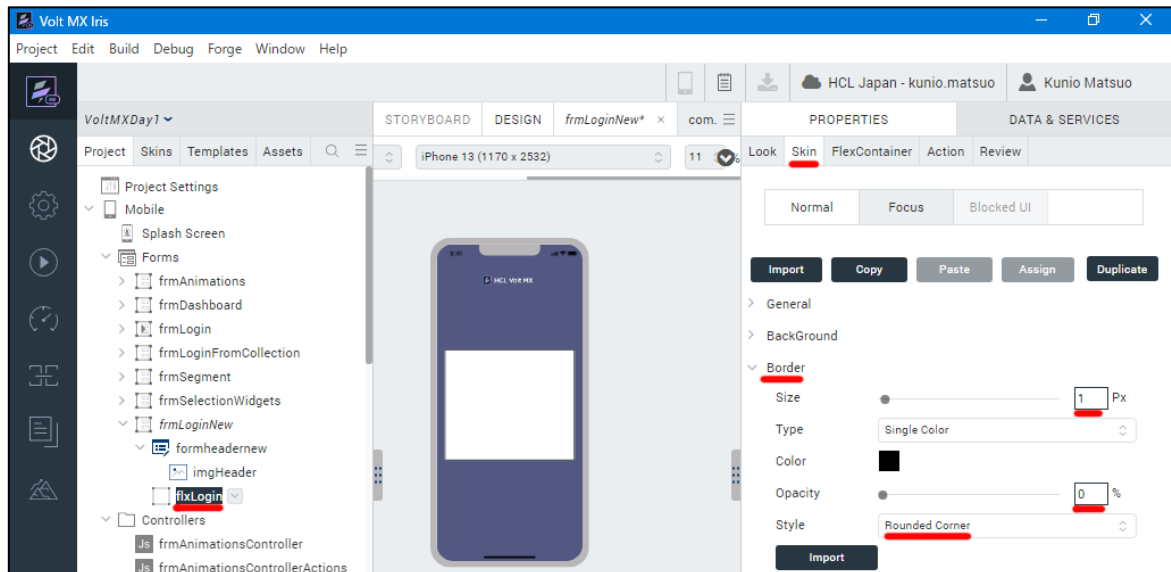 Volt MX Iris
Project Edit Build Debug Forge Window Help
HCL Japan - kunio.matsuo Kunio Matsuo
VoltMXDay1
STORYBOARD DESIGN frmLoginNew* × com.
PROPERTIES DATA & SERVICES
Project Skins Templates Assets
iPhone 13 (1170 x 2532) 11 %
Look Skin FlexContainer Action Review
Project Settings
Mobile
Splash Screen
Forms
frmAnimations
frmDashboard
frmLogin
frmLoginFromCollection
frmSegment
frmSelectionWidgets
frmLoginNew
formheadernew
imgHeader
flxLogin
Controllers
Js frmAnimationsController
Js frmAnimationsControllerActions
HCL Volt MX
Normal Focus Blocked UI
Import Copy Paste Assign Duplicate
General
BackGround
Border
Size 1 Px
Type Single Color
Color
Opacity 0 %
Style Rounded Corner
Import